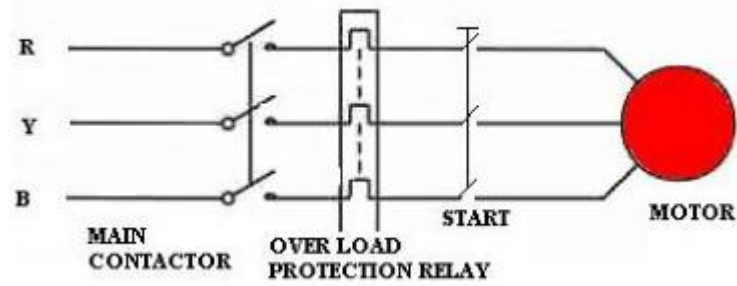 R
Y
B
MAIN
CONTACTOR
OVER LOAD
PROTECTION RELAY
START
MOTOR